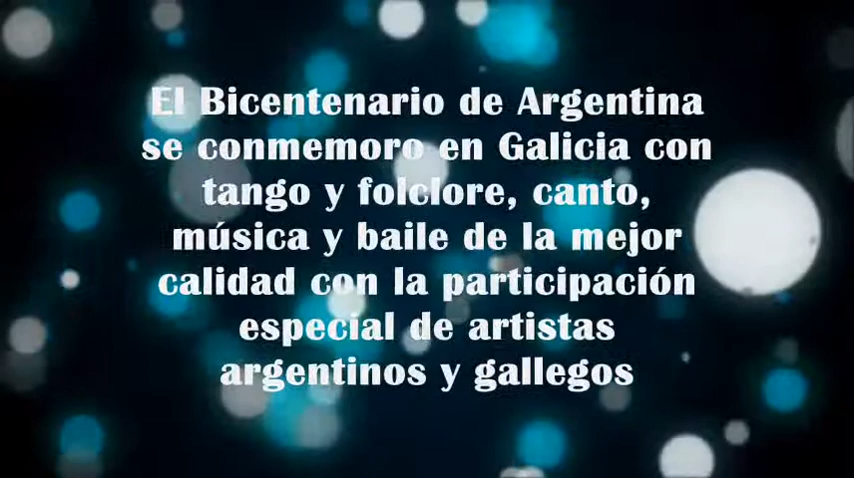 El Bicentenario de Argentina
se conmemoro en Galicia con
tango y folclore, canto,
música y baile de la mejor
calidad con la participación
especial de artistas
argentinos y gallegos